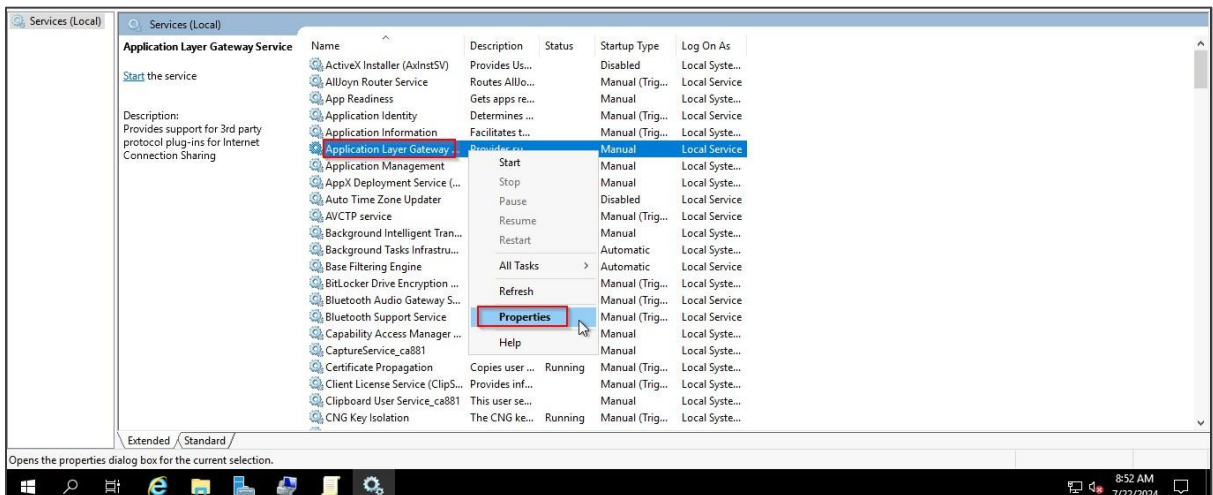 Services (Local)
Services (Local)
Application Layer Gateway Service
Start the service
Description:
Provides support for 3rd party
protocol plug-ins for Internet
Connection Sharing
Name Description Status Startup Type Log On As
ActiveX Installer (AxInstSV) Provides Us... Disabled Local Syste...
AllJoyn Router Service Routes AllJo... Manual (Trig... Local Service
App Readiness Gets apps re... Manual Local Syste...
Application Identity Determines ... Manual (Trig... Local Service
Application Information Facilitates t... Manual (Trig... Local Syste...
Application Layer Gateway ... Provides su... Manual Local Service
Application Management Manual Local Syste...
AppX Deployment Service (... Manual Local Syste...
Auto Time Zone Updater Disabled Local Service
AVCTP service Manual (Trig... Local Service
Background Intelligent Tran... Manual Local Syste...
Background Tasks Infrastru... Automatic Local Syste...
Base Filtering Engine Automatic Local Service
BitLocker Drive Encryption ... Manual (Trig... Local Syste...
Bluetooth Audio Gateway S... Manual (Trig... Local Service
Bluetooth Support Service Manual (Trig... Local Service
Capability Access Manager ... Manual Local Syste...
CaptureService_ca881 Manual Local Syste...
Certificate Propagation Copies user ... Running Manual (Trig... Local Syste...
Client License Service (ClipS... Provides inf... Manual (Trig... Local Syste...
Clipboard User Service_ca881 This user se... Manual Local Syste...
CNG Key Isolation The CNG ke... Running Manual (Trig... Local Syste...
Start
Stop
Pause
Resume
Restart
All Tasks
Refresh
Properties
Help
Extended Standard
Opens the properties dialog box for the current selection.
8:52 AM
7/22/2024